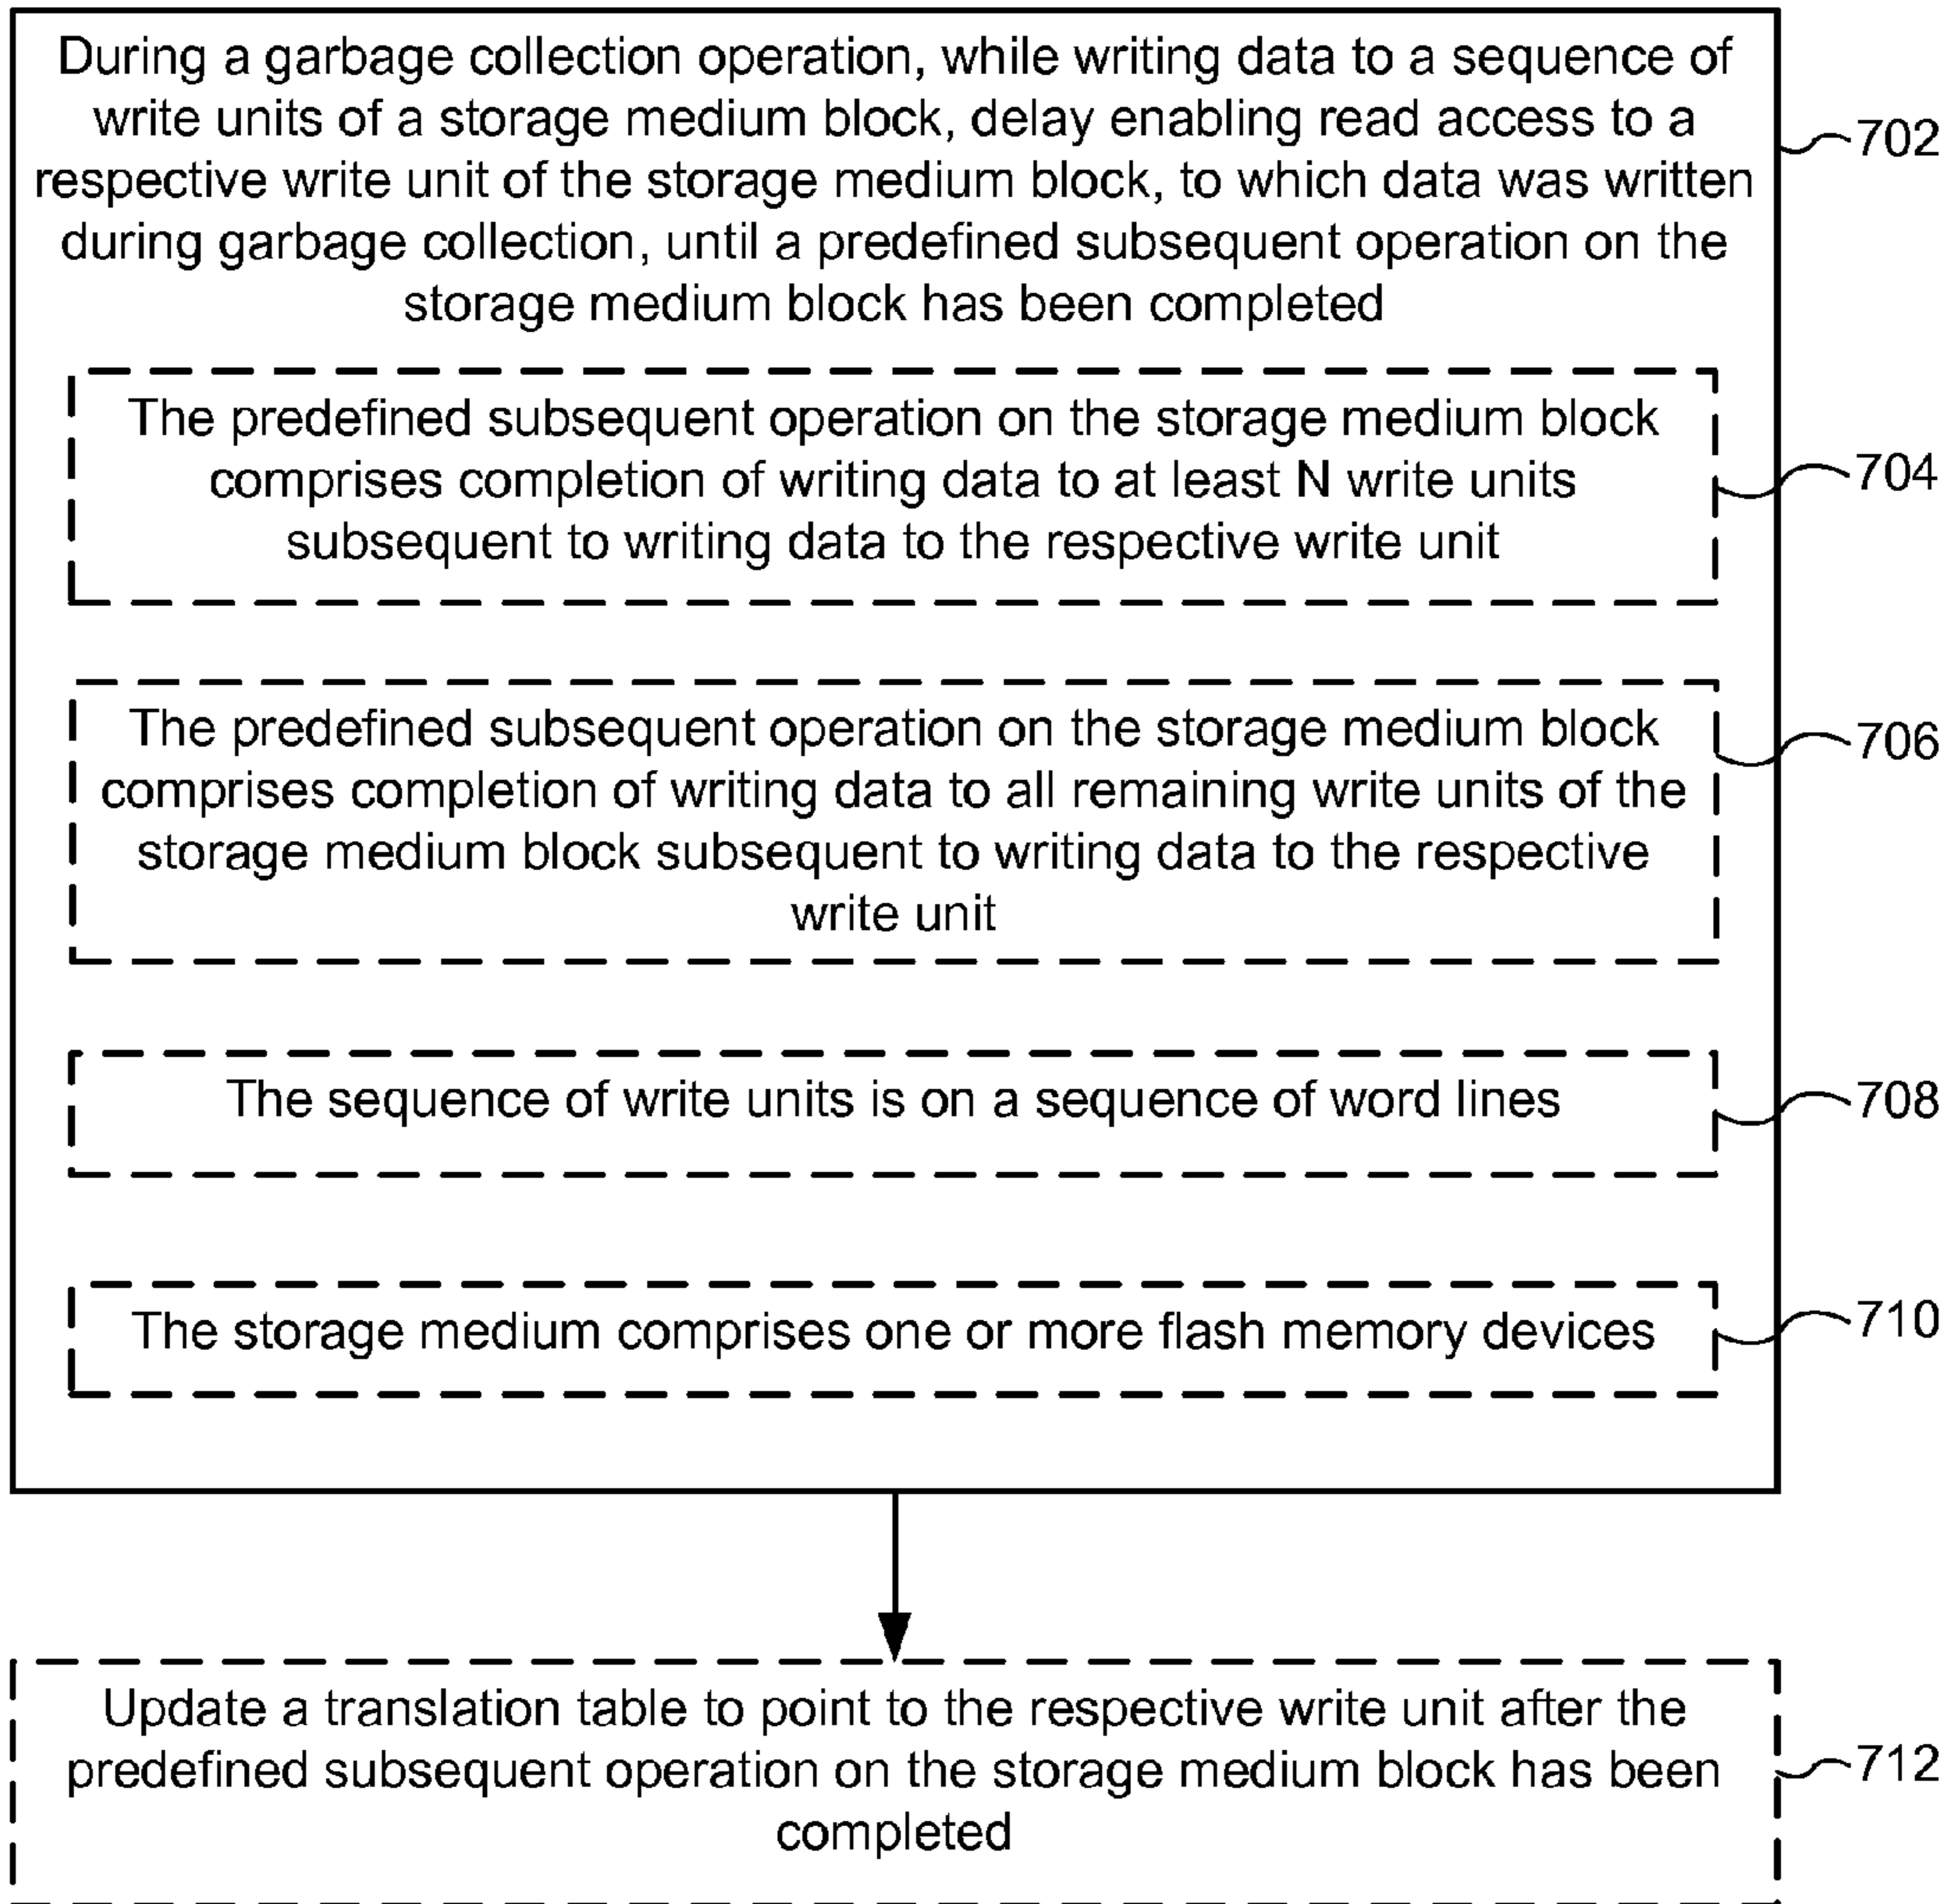 During a garbage collection operation, while writing data to a sequence of
write units of a storage medium block, delay enabling read access to a
respective write unit of the storage medium block, to which data was written
during garbage collection, until a predefined subsequent operation on the
storage medium block has been completed
702
The predefined subsequent operation on the storage medium block
comprises completion of writing data to at least N write units
subsequent to writing data to the respective write unit
704
The predefined subsequent operation on the storage medium block
comprises completion of writing data to all remaining write units of the
storage medium block subsequent to writing data to the respective
write unit
706
The sequence of write units is on a sequence of word lines
708
The storage medium comprises one or more flash memory devices
710
Update a translation table to point to the respective write unit after the
predefined subsequent operation on the storage medium block has been
completed
712